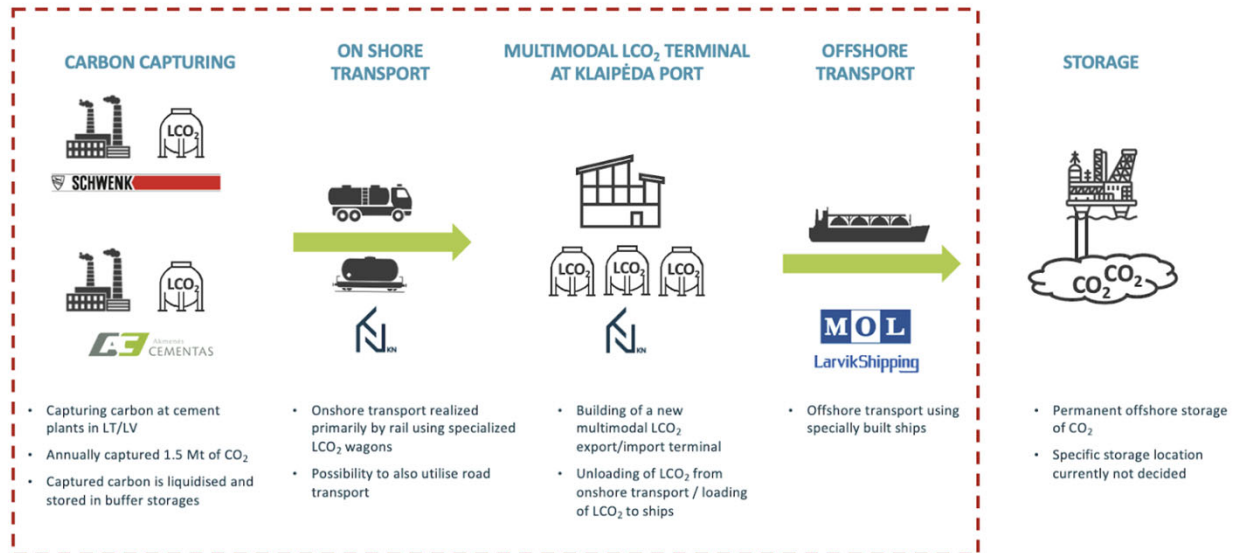 CARBON CAPTURING
LCO₂
SCHWENK
LCO₂
Akmenės
CEMENTAS
• Capturing carbon at cement
plants in LT/LV
• Annually captured 1.5 Mt of CO₂
• Captured carbon is liquidised and
stored in buffer storages
ON SHORE
TRANSPORT
KN
• Onshore transport realized
primarily by rail using specialized
LCO₂ wagons
• Possibility to also utilise road
transport
MULTIMODAL LCO₂ TERMINAL
AT KLAIPĖDA PORT
LCO₂ LCO₂ LCO₂
KN
• Building of a new
multimodal LCO₂
export/import terminal
• Unloading of LCO₂ from
onshore transport / loading
of LCO₂ to ships
OFFSHORE
TRANSPORT
MOL
LarvikShipping
• Offshore transport using
specially built ships
STORAGE
CO₂ CO₂
• Permanent offshore storage
of CO₂
• Specific storage location
currently not decided